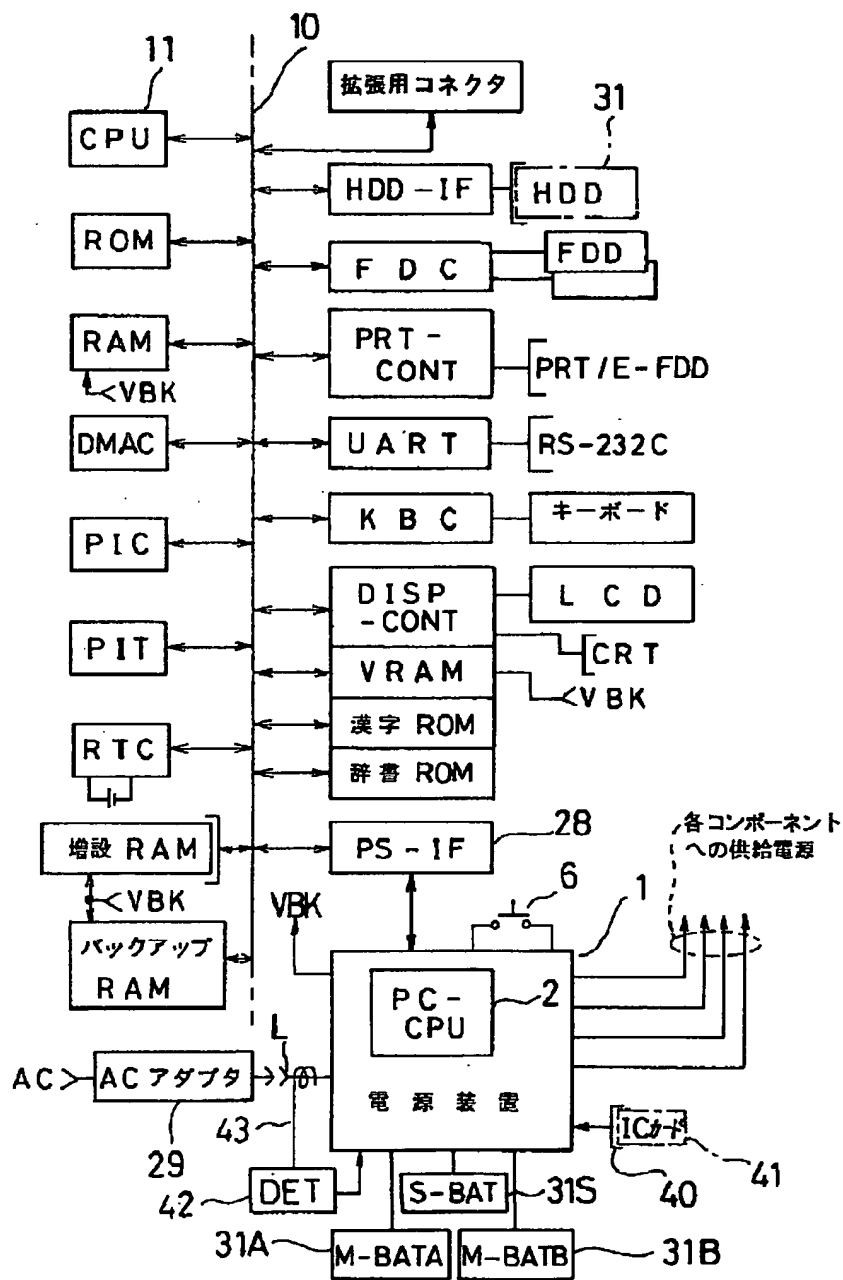 10
11
拡張用コネクタ
31
CPU
HDD-IF
HDD
ROM
FDC
FDD
RAM
VBK
PRT-
CONT
PRT/E-FDD
DMAC
UART
RS-232C
PIC
KBC
キーボード
DISP
-CONT
LCD
PIT
CRT
VRAM
VBK
漢字 ROM
RTC
辞書 ROM
増設 RAM
PS-IF
28
各コンポーネント
への供給電源
VBK
VBK
6
1
バックアップ
RAM
PC-
CPU
2
L
AC
ACアダプタ
電源装置
43
ICカード
29
42
DET
S-BAT
31S
40
41
31A
M-BATA
M-BATB
31B